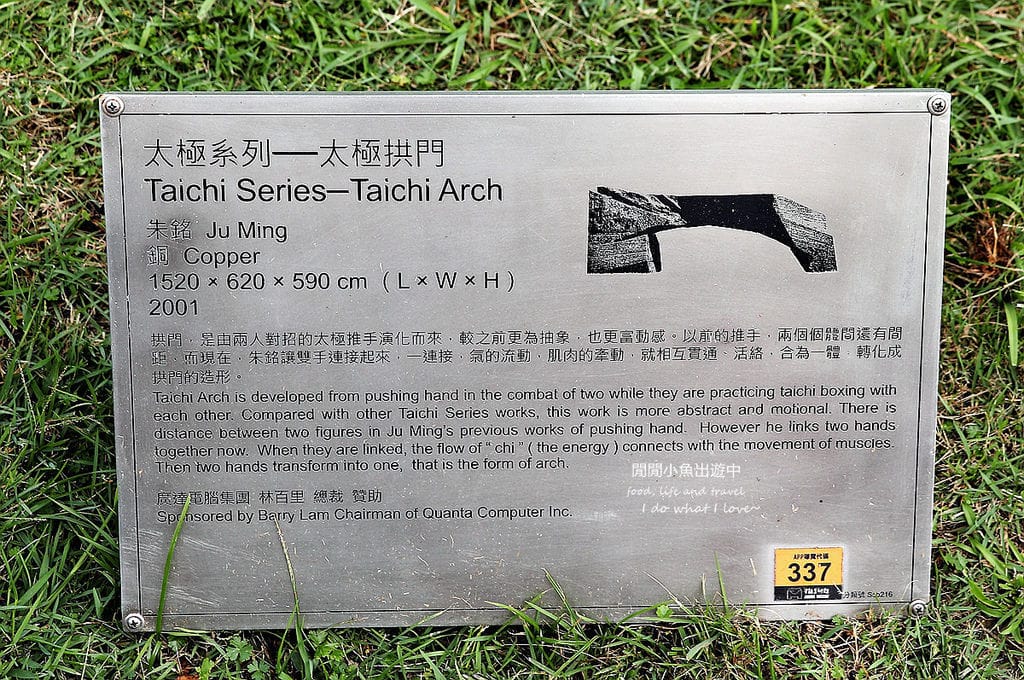 太極系列──太極拱門
Taichi Series─Taichi Arch
朱銘 Ju Ming
銅 Copper
1520 × 620 × 590 cm ( L × W × H )
2001
拱門，是由兩人對招的太極推手演化而來，較之前更為抽象，也更富動感。以前的推手，兩個個體間還有間
距，而現在，朱銘讓雙手連接起來，一連接，氣的流動，肌肉的牽動，就相互貫通、活絡，合為一體，轉化成
拱門的造形。
Taichi Arch is developed from pushing hand in the combat of two while they are practicing taichi boxing with
each other. Compared with other Taichi Series works, this work is more abstract and motional. There is
distance between two figures in Ju Ming's previous works of pushing hand. However he links two hands
together now. When they are linked, the flow of “ chi ” ( the energy ) connects with the movement of muscles.
Then two hands transform into one, that is the form of arch.
閒閒小魚出遊中
food, life and travel
I do what I love~
廣達電腦集團 林百里 總裁 贊助
Sponsored by Barry Lam Chairman of Quanta Computer Inc.
APP導覽代碼
337